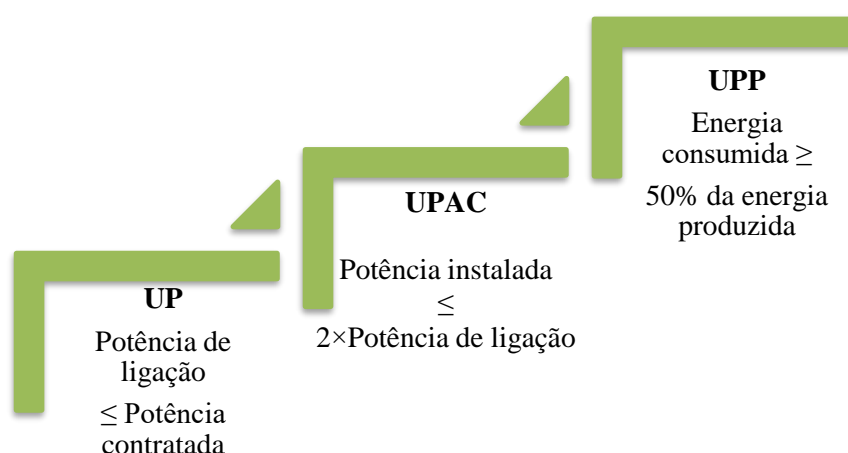 UPP
Energia
consumida ≥
50% da energia
produzida
UPAC
Potência instalada
≤
2×Potência de ligação
UP
Potência de
ligação
≤ Potência
contratada